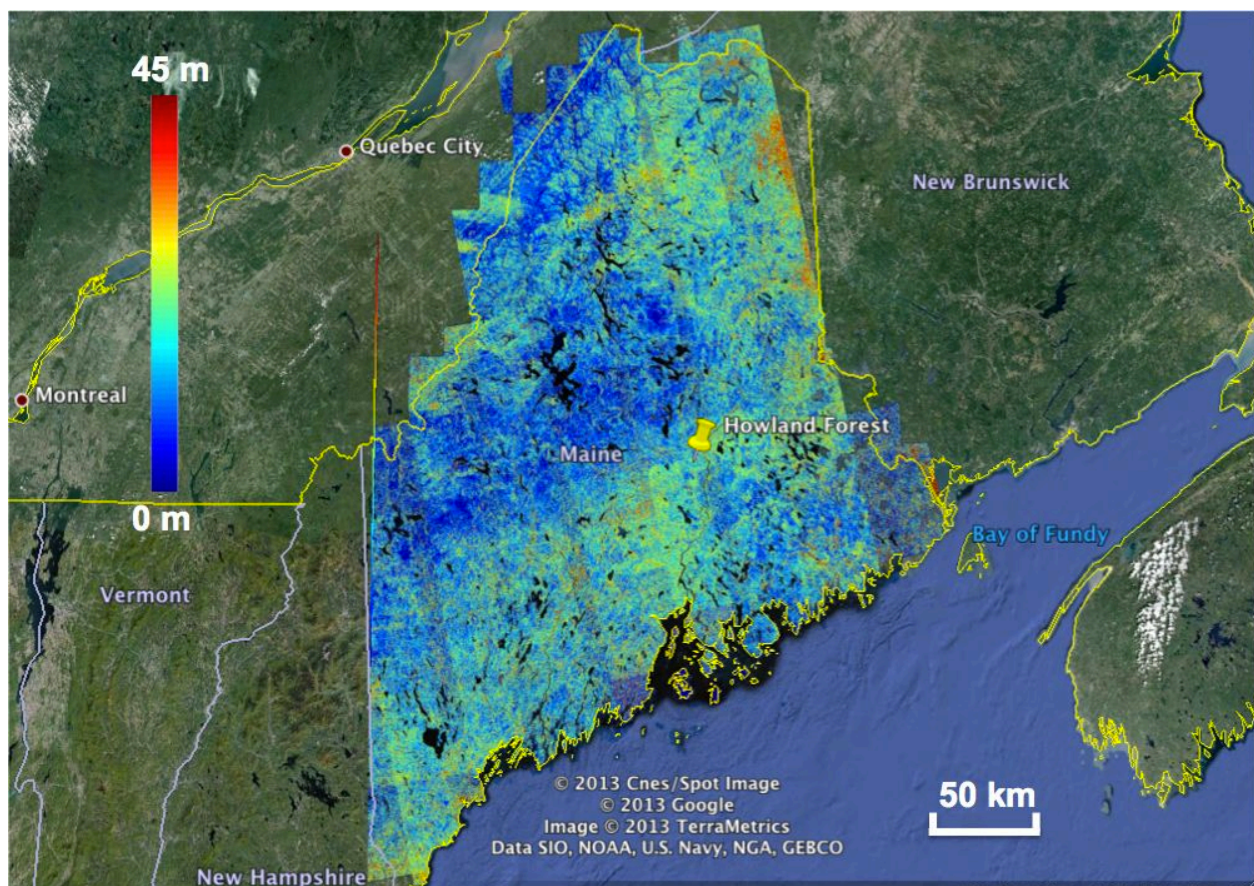 45 m
Quebec City
New Brunswick
Montreal
Howland Forest
Maine
0 m
Bay of Fundy
Vermont
© 2013 Cnes/Spot Image
© 2013 Google
Image © 2013 TerraMetrics
Data SIO, NOAA, U.S. Navy, NGA, GEBCO
50 km
New Hampshire